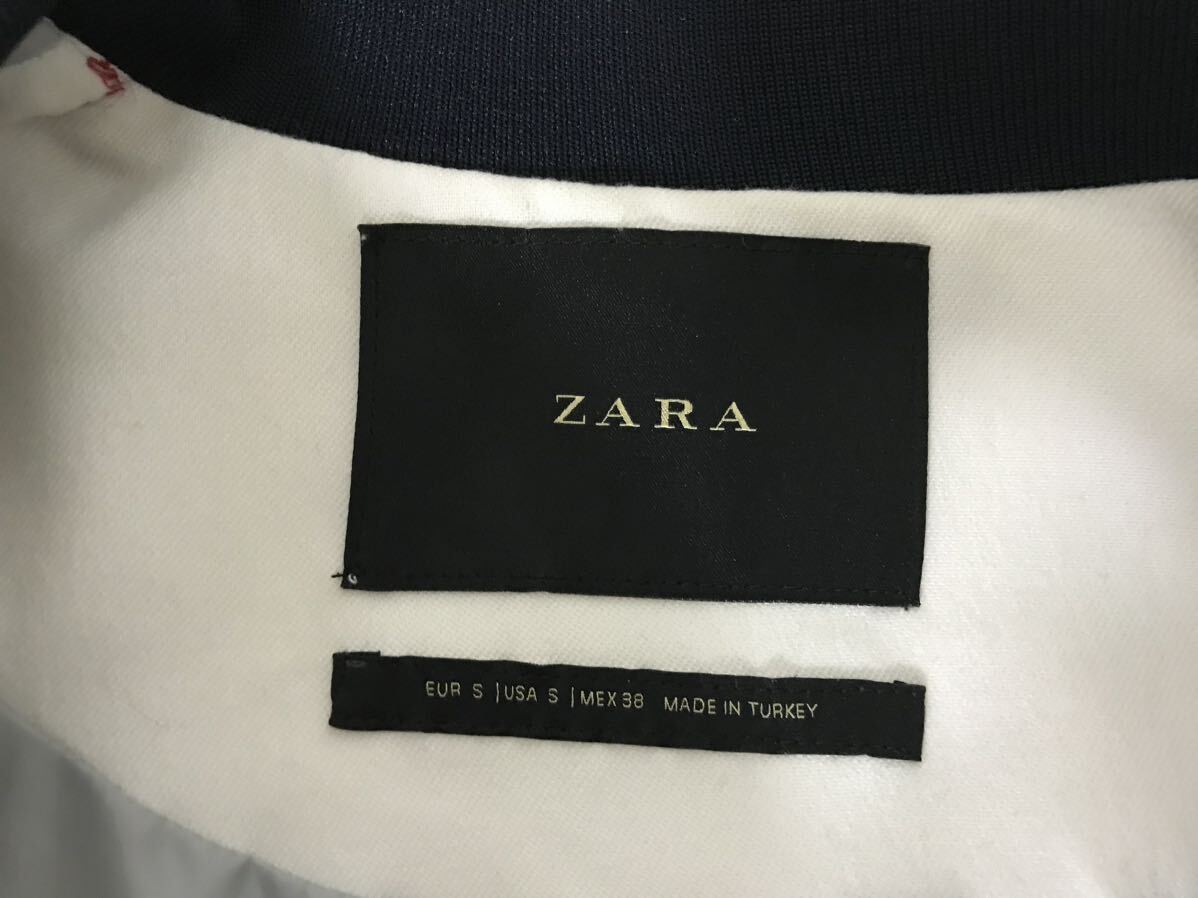 ZARA
EUR S | USA S | MEX 38 MADE IN TURKEY